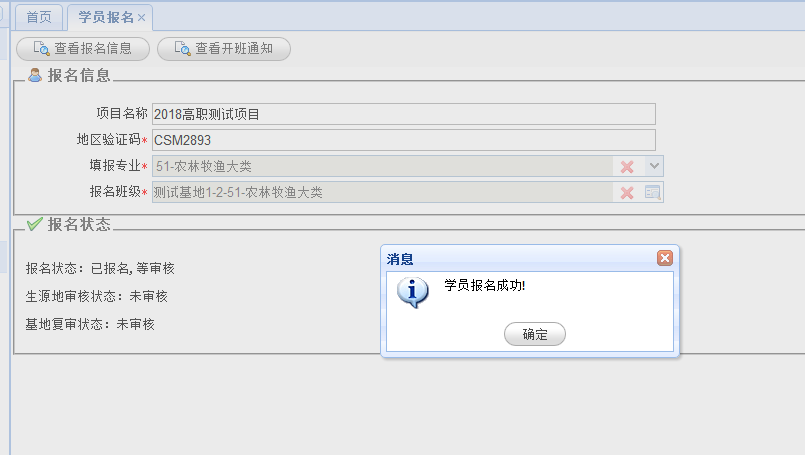 首页 学员报名
查看报名信息 查看开班通知
报名信息
项目名称 2018高职测试项目
地区验证码* CSM2893
填报专业* 51-农林牧渔大类
报名班级* 测试基地1-2-51-农林牧渔大类
报名状态
报名状态：已报名,等审核
生源地审核状态：未审核
基地复审状态：未审核
消息
学员报名成功!
确定